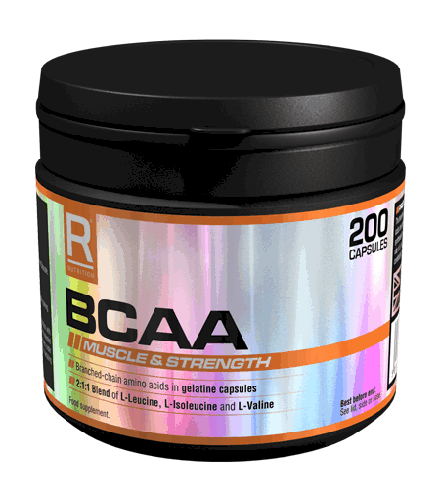 R
NUTRITION
200
CAPSULES
BCAA
MUSCLE & STRENGTH
Branched-chain amino acids in gelatine capsules
2:1:1 Blend of L-Leucine, L-Isoleucine and L-Valine
Food supplement.
Best before end:
See lid, side or base.